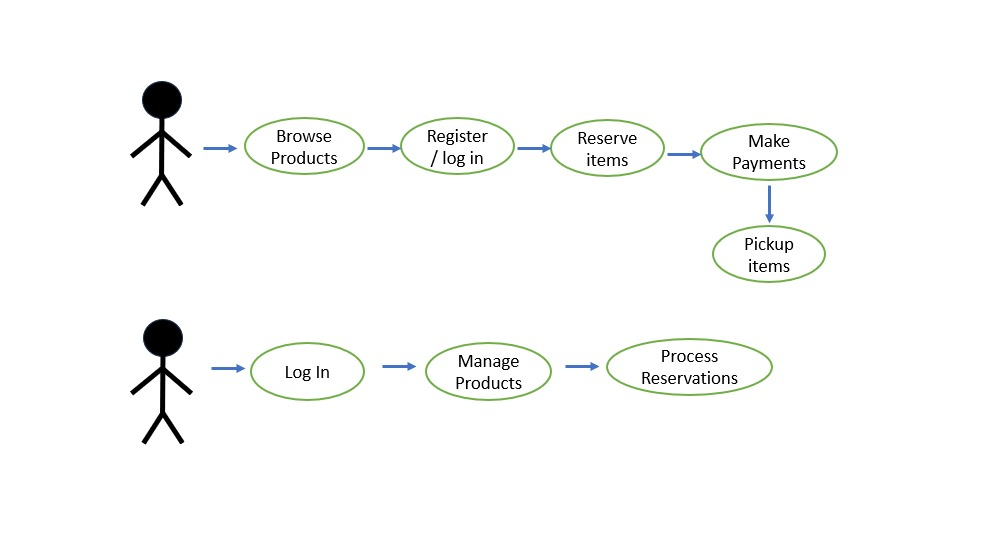 Browse
Products
Register
/ log in
Reserve
items
Make
Payments
Pickup
items
Log In
Manage
Products
Process
Reservations